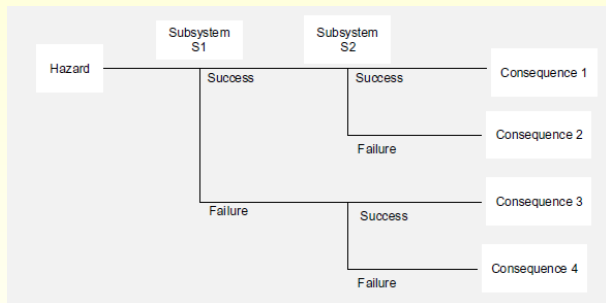 Subsystem
S1
Subsystem
S2
Hazard
Success
Success
Consequence 1
Consequence 2
Failure
Failure
Success
Consequence 3
Consequence 4
Failure